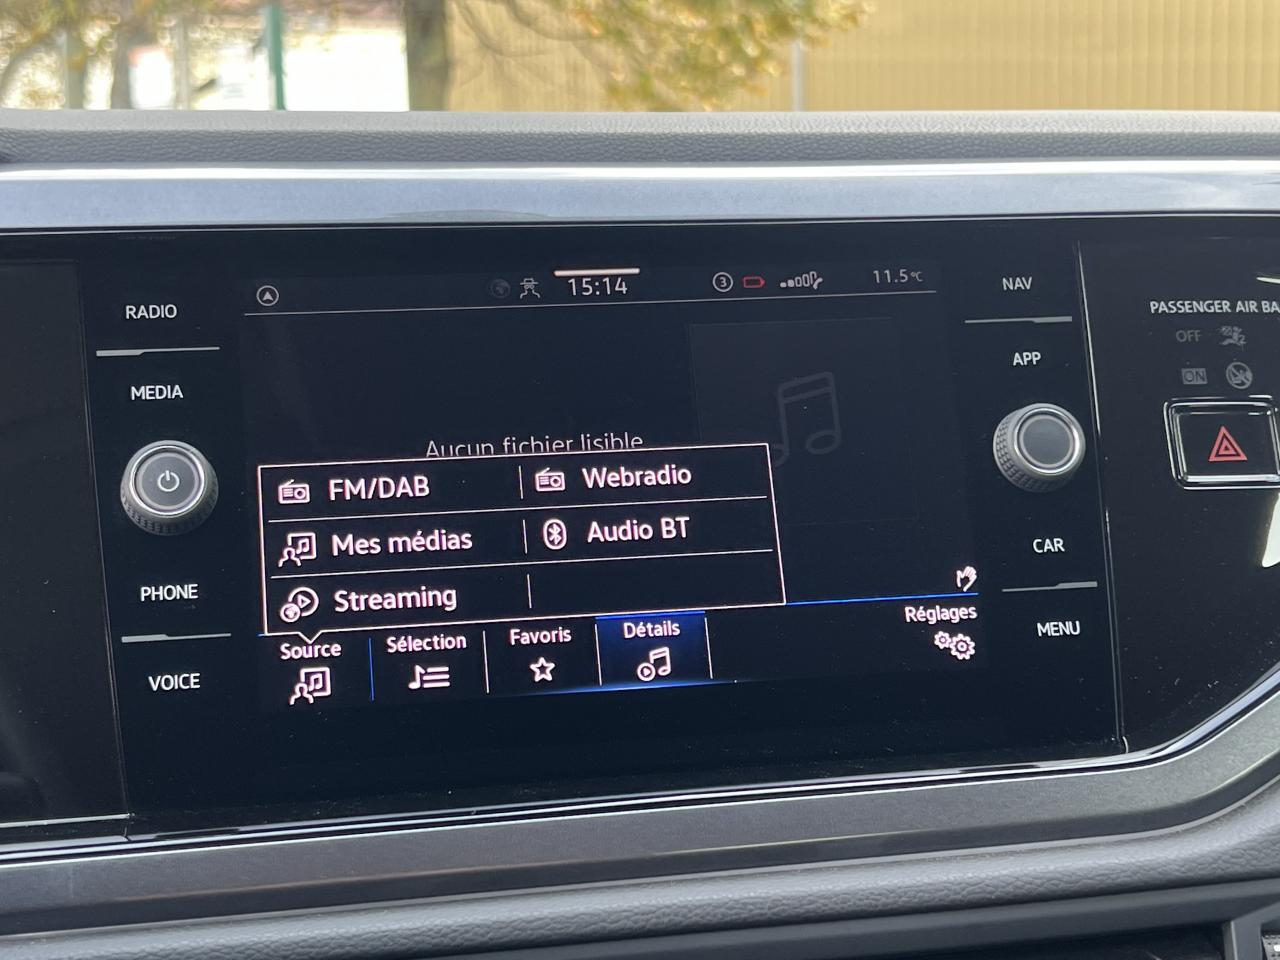 RADIO
MEDIA
PHONE
VOICE
15:14
3
11.5°C
Aucun fichier lisible
FM/DAB
Webradio
Mes médias
Audio BT
Streaming
Source
Sélection
Favoris
Détails
Réglages
NAV
APP
CAR
MENU
PASSENGER AIR BA
OFF
ON